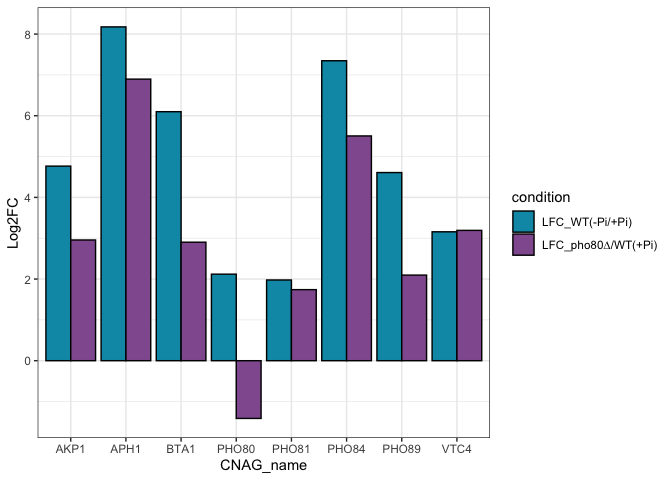 8
6
4
2
0
Log2FC
AKP1 APH1 BTA1 PHO80 PHO81 PHO84 PHO89 VTC4
CNAG_name
condition
LFC_WT(-Pi/+Pi)
LFC_pho80Δ/WT(+Pi)